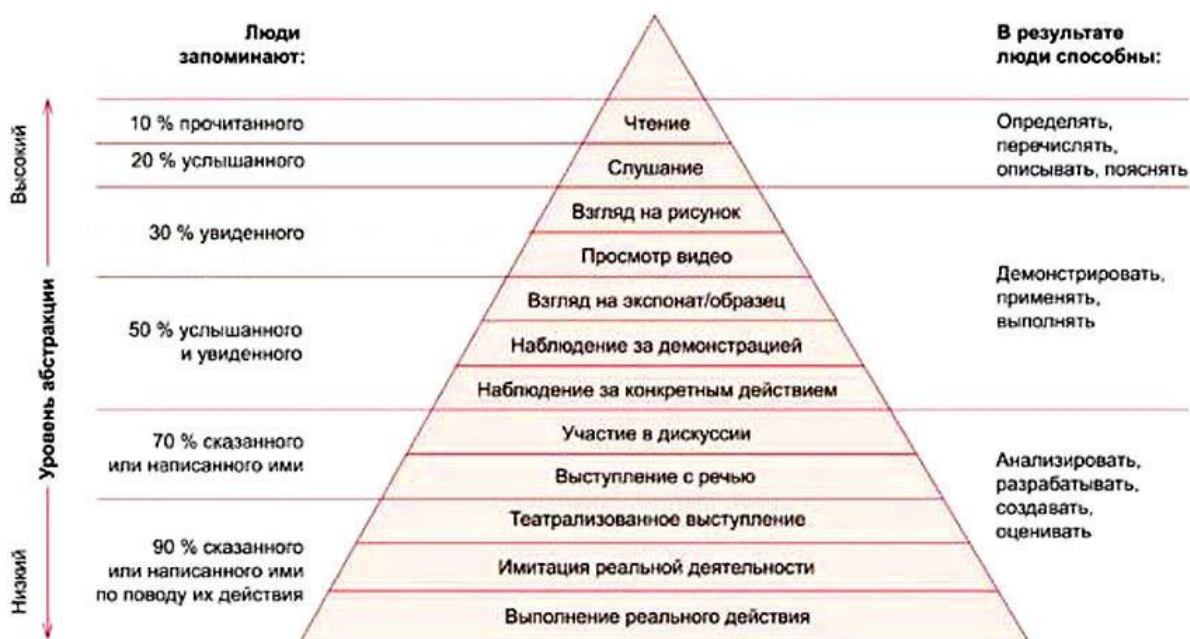 Люди
запоминают:
В результате
люди способны:
Высокий
Уровень абстракции
Низкий
10 % прочитанного
20 % услышанного
30 % увиденного
50 % услышанного
и увиденного
70 % сказанного
или написанного ими
90 % сказанного
или написанного ими
по поводу их действия
Чтение
Слушание
Взгляд на рисунок
Просмотр видео
Взгляд на экспонат/образец
Наблюдение за демонстрацией
Наблюдение за конкретным действием
Участие в дискуссии
Выступление с речью
Театрализованное выступление
Имитация реальной деятельности
Выполнение реального действия
Определять,
перечислять,
описывать, пояснять
Демонстрировать,
применять,
выполнять
Анализировать,
разрабатывать,
создавать,
оценивать